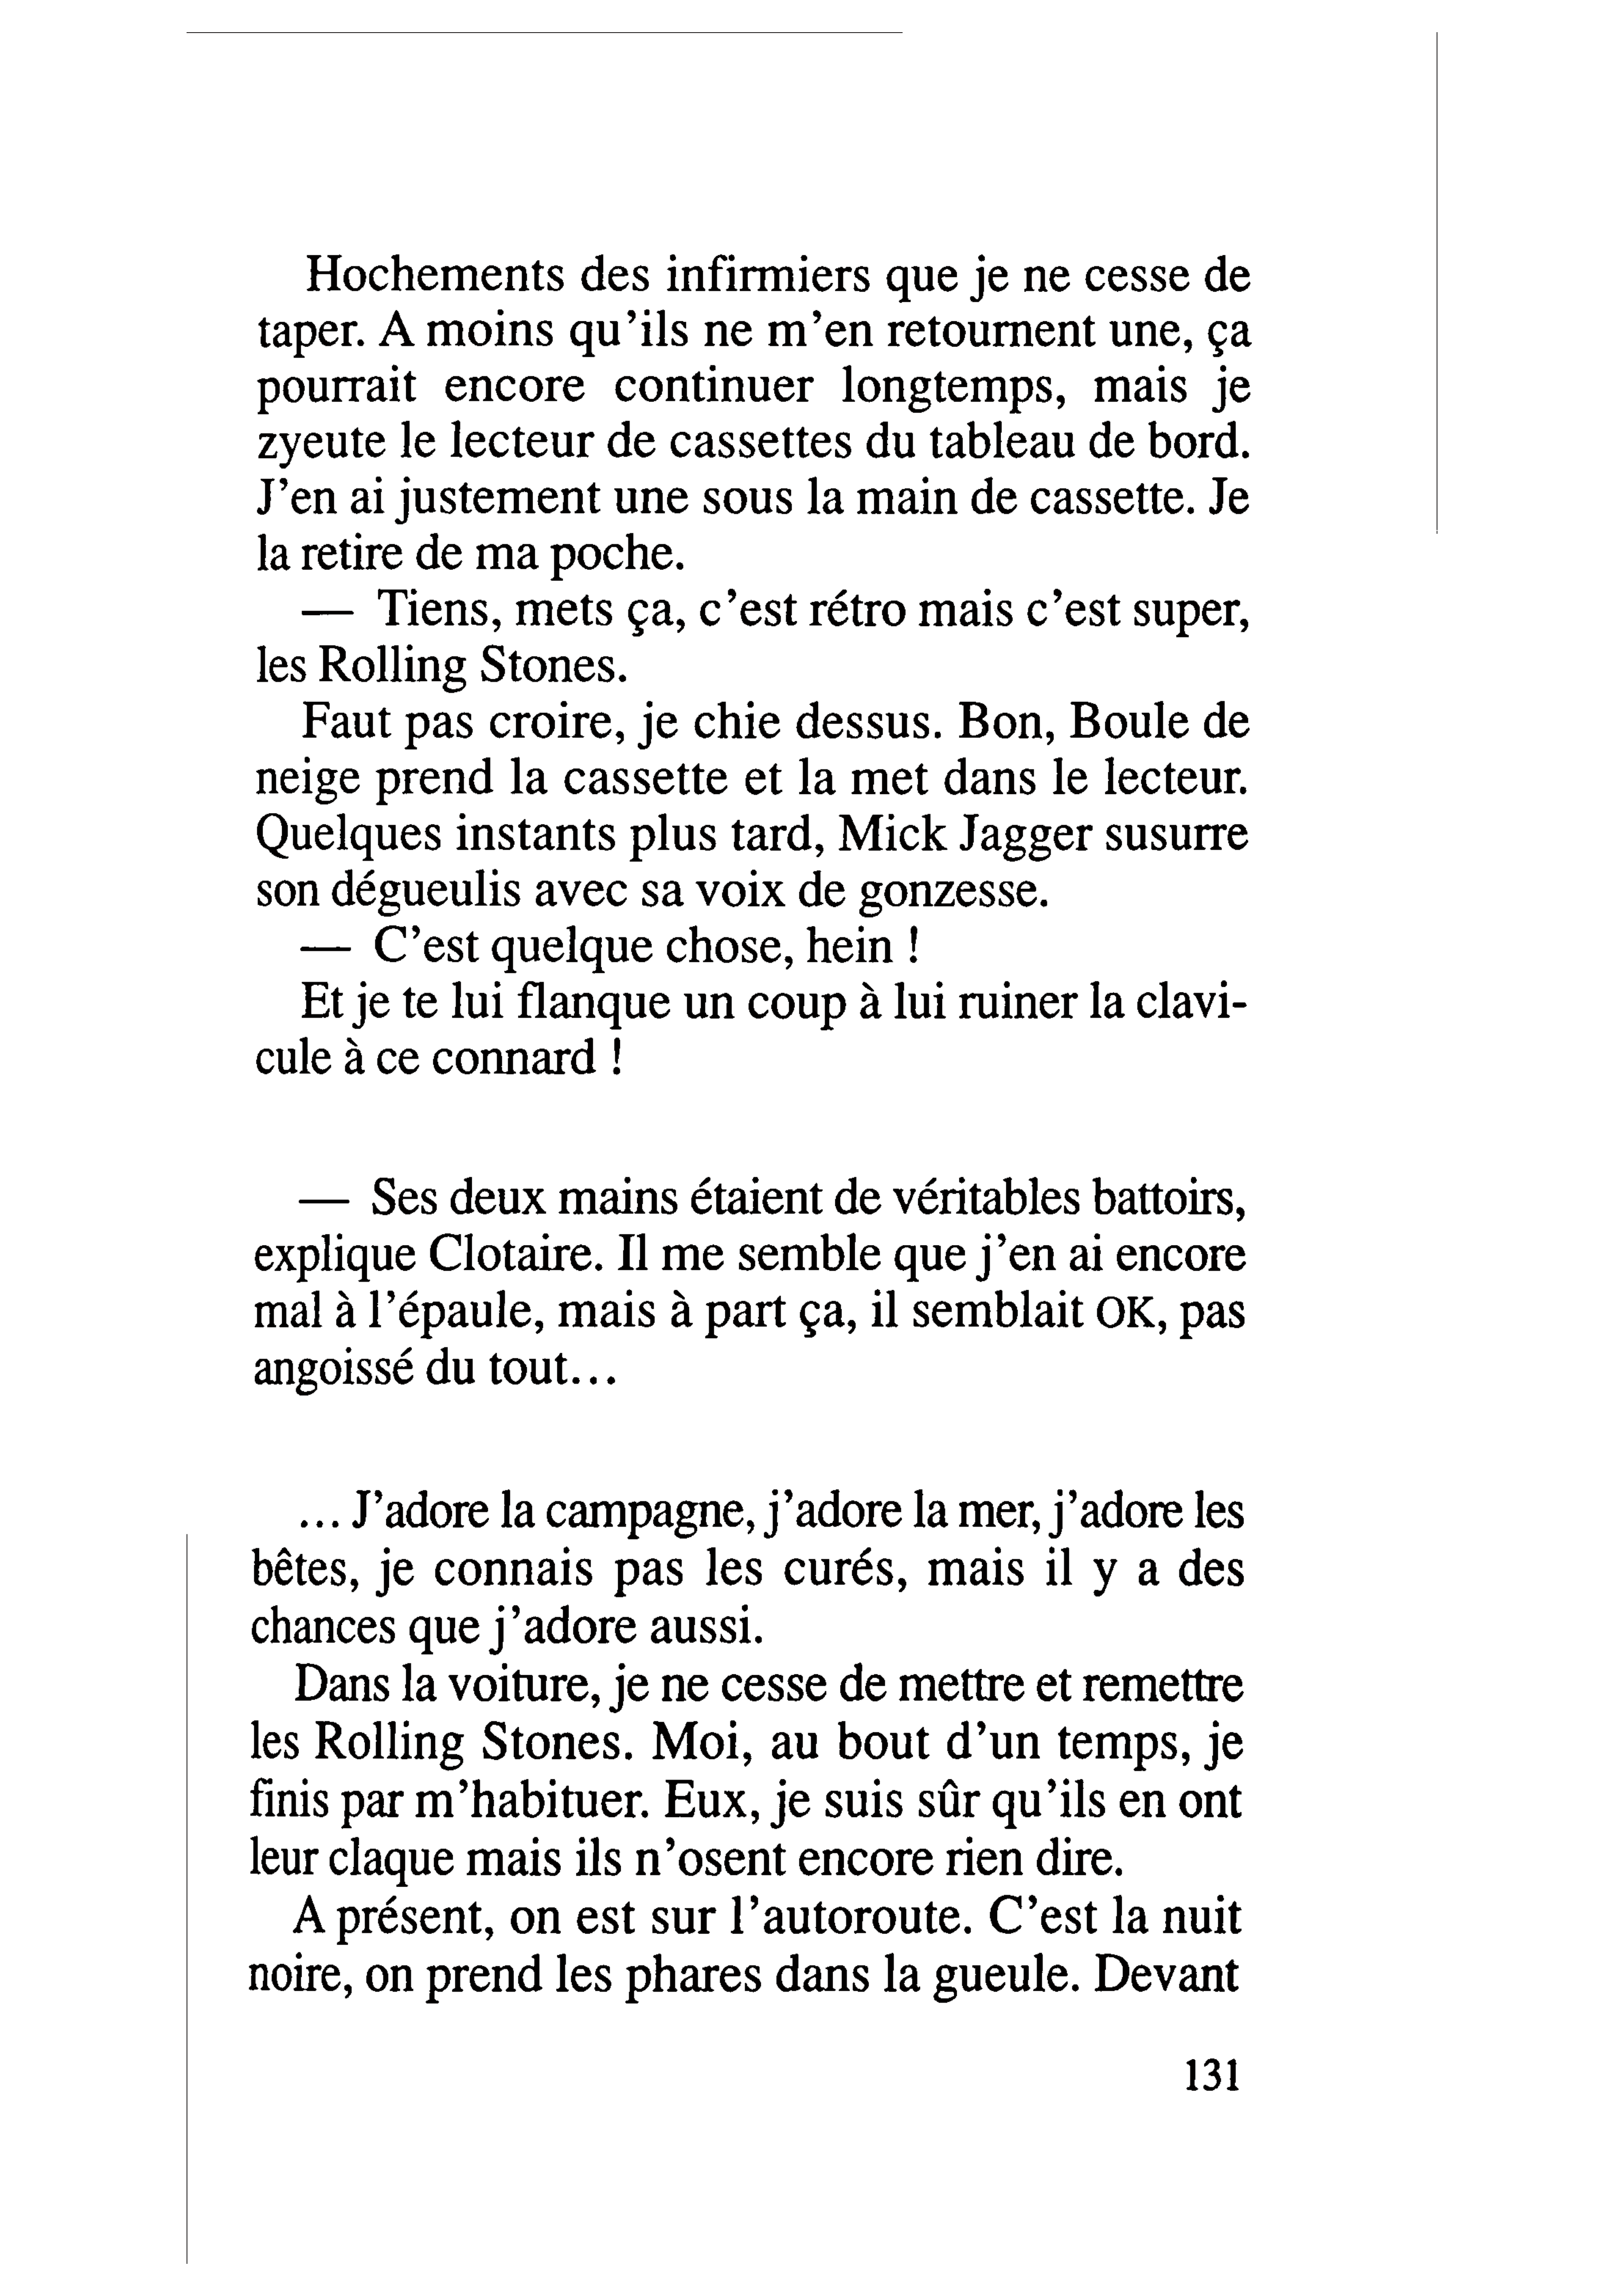 Hochements des infirmiers que je ne cesse de
taper. A moins qu'ils ne m'en retournent une, ça
pourrait encore continuer longtemps, mais je
zyeute le lecteur de cassettes du tableau de bord.
J'en ai justement une sous la main de cassette. Je
la retire de ma poche.
— Tiens, mets ça, c'est rétro mais c'est super,
les Rolling Stones.
Faut pas croire, je chie dessus. Bon, Boule de
neige prend la cassette et la met dans le lecteur.
Quelques instants plus tard, Mick Jagger susurre
son dégueulis avec sa voix de gonzesse.
— C'est quelque chose, hein !
Et je te lui flanque un coup à lui ruiner la clavi-
cule à ce connard !
— Ses deux mains étaient de véritables battoirs,
explique Clotaire. Il me semble que j'en ai encore
mal à l'épaule, mais à part ça, il semblait OK, pas
angoissé du tout...
... J'adore la campagne, j'adore la mer, j'adore les
bêtes, je connais pas les curés, mais il y a des
chances que j'adore aussi.
Dans la voiture, je ne cesse de mettre et remettre
les Rolling Stones. Moi, au bout d'un temps, je
finis par m'habituer. Eux, je suis sûr qu'ils en ont
leur claque mais ils n'osent encore rien dire.
A présent, on est sur l'autoroute. C'est la nuit
noire, on prend les phares dans la gueule. Devant
131